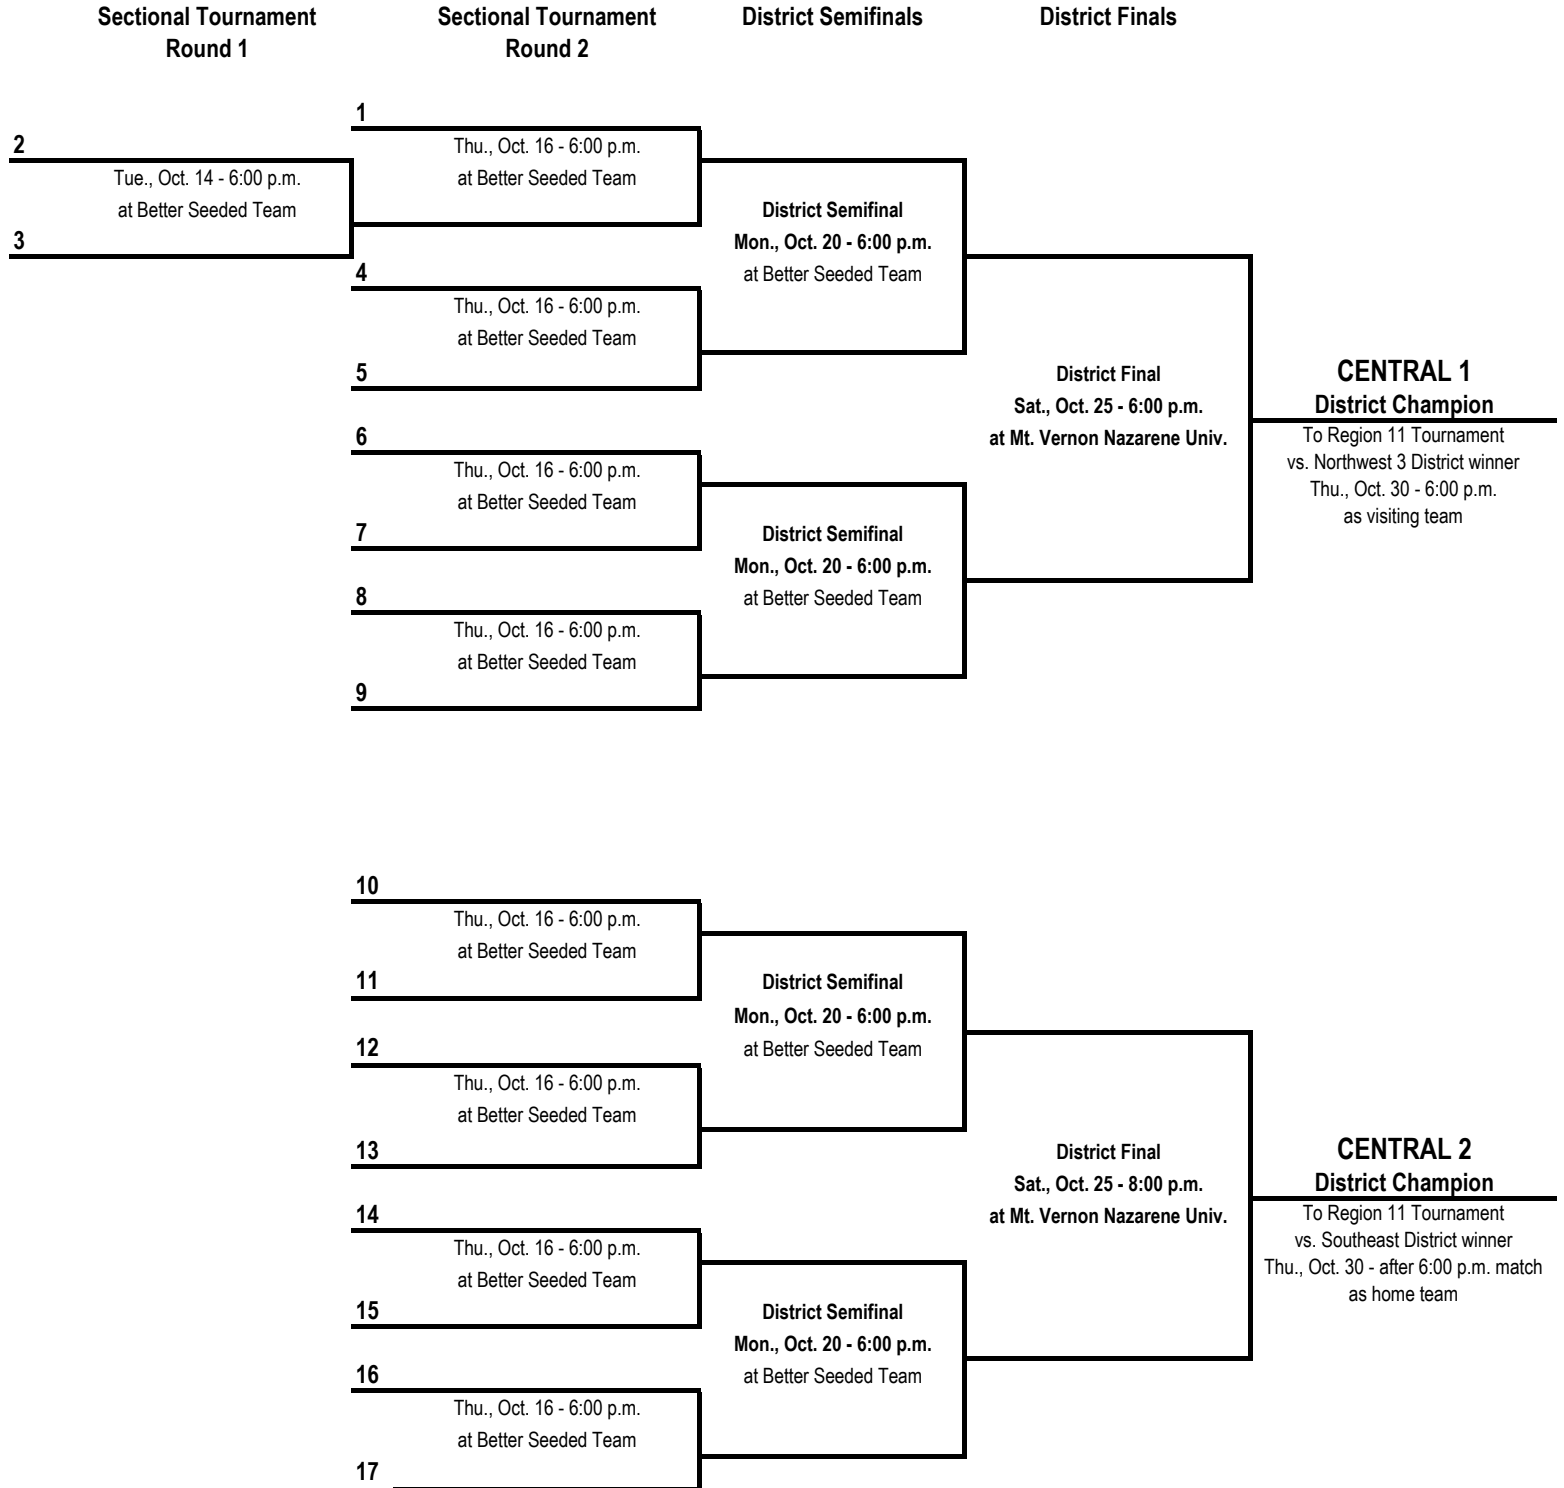 Sectional Tournament
Round 1
Sectional Tournament
Round 2
District Semifinals
District Finals
1
Thu., Oct. 16 - 6:00 p.m.
at Better Seeded Team
2
Tue., Oct. 14 - 6:00 p.m.
at Better Seeded Team
3
4
Thu., Oct. 16 - 6:00 p.m.
at Better Seeded Team
5
District Semifinal
Mon., Oct. 20 - 6:00 p.m.
at Better Seeded Team
6
Thu., Oct. 16 - 6:00 p.m.
at Better Seeded Team
7
8
Thu., Oct. 16 - 6:00 p.m.
at Better Seeded Team
9
District Semifinal
Mon., Oct. 20 - 6:00 p.m.
at Better Seeded Team
District Final
Sat., Oct. 25 - 6:00 p.m.
at Mt. Vernon Nazarene Univ.
CENTRAL 1
District Champion
To Region 11 Tournament
vs. Northwest 3 District winner
Thu., Oct. 30 - 6:00 p.m.
as visiting team
10
Thu., Oct. 16 - 6:00 p.m.
at Better Seeded Team
11
12
Thu., Oct. 16 - 6:00 p.m.
at Better Seeded Team
13
District Semifinal
Mon., Oct. 20 - 6:00 p.m.
at Better Seeded Team
14
Thu., Oct. 16 - 6:00 p.m.
at Better Seeded Team
15
16
Thu., Oct. 16 - 6:00 p.m.
at Better Seeded Team
17
District Semifinal
Mon., Oct. 20 - 6:00 p.m.
at Better Seeded Team
District Final
Sat., Oct. 25 - 8:00 p.m.
at Mt. Vernon Nazarene Univ.
CENTRAL 2
District Champion
To Region 11 Tournament
vs. Southeast District winner
Thu., Oct. 30 - after 6:00 p.m. match
as home team